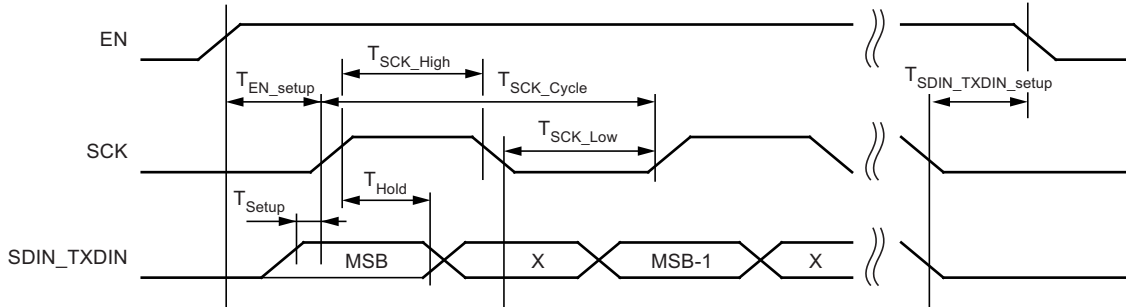 EN
T_SCK_High
T_EN_setup
T_SCK_Cycle
T_SDIN_TXDIN_setup
SCK
T_SCK_Low
T_Setup
T_Hold
SDIN_TXDIN
MSB
X
MSB-1
X